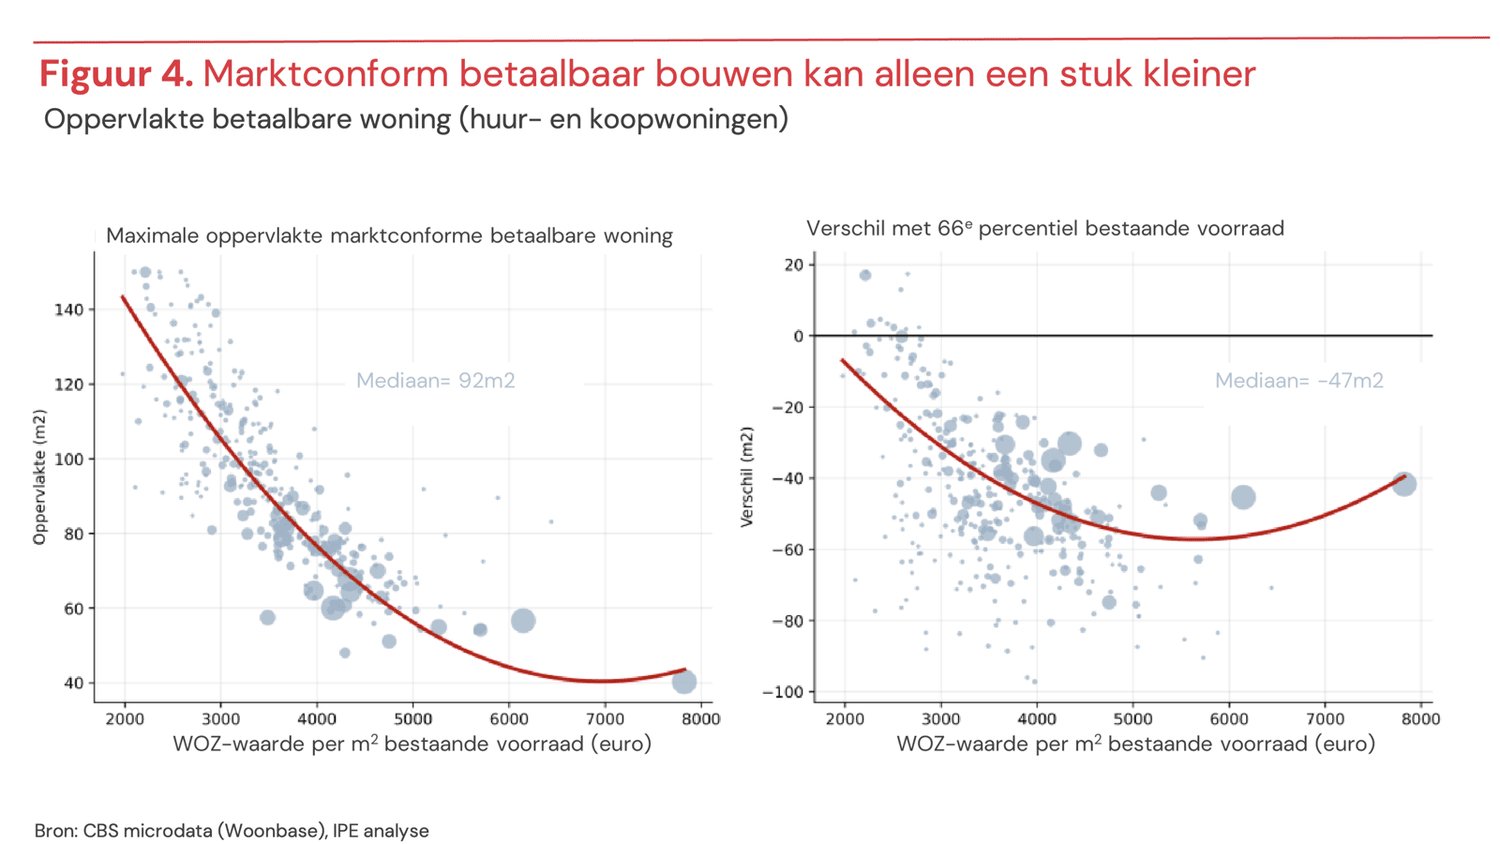 Figuur 4. Marktconform betaalbaar bouwen kan alleen een stuk kleiner
Oppervlakte betaalbare woning (huur- en koopwoningen)
Maximale oppervlakte marktconforme betaalbare woning
140
120
100
80
60
40
Oppervlakte (m2)
Mediaan= 92m2
2000 3000 4000 5000 6000 7000 8000
WOZ-waarde per m² bestaande voorraad (euro)
Verschil met 66ᵉ percentiel bestaande voorraad
20
0
−20
−40
−60
−80
−100
Verschil (m2)
Mediaan= -47m2
2000 3000 4000 5000 6000 7000 8000
WOZ-waarde per m² bestaande voorraad (euro)
Bron: CBS microdata (Woonbase), IPE analyse